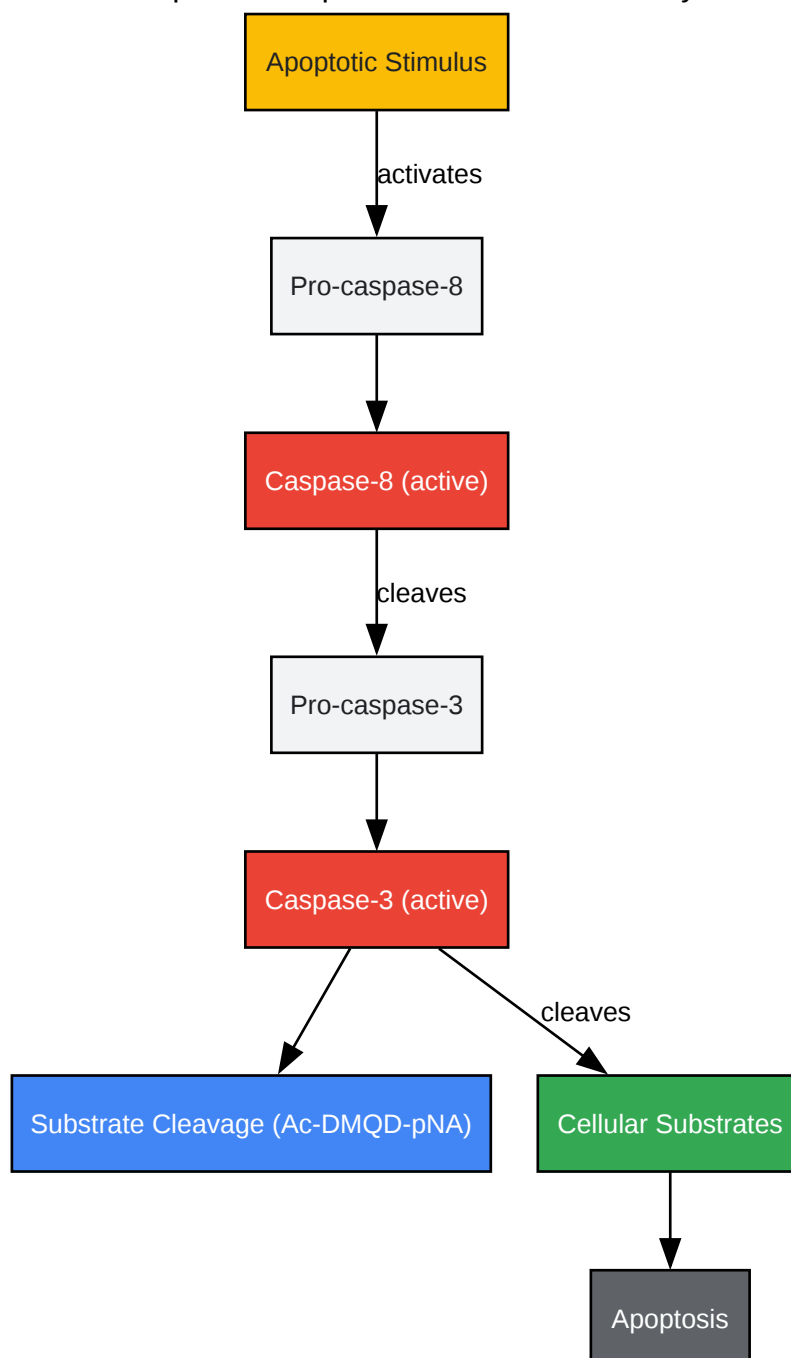 Apoptotic Stimulus
activates
Pro-caspase-8
Caspase-8 (active)
cleaves
Pro-caspase-3
Caspase-3 (active)
cleaves
Substrate Cleavage (Ac-DMQD-pNA)
Cellular Substrates
Apoptosis